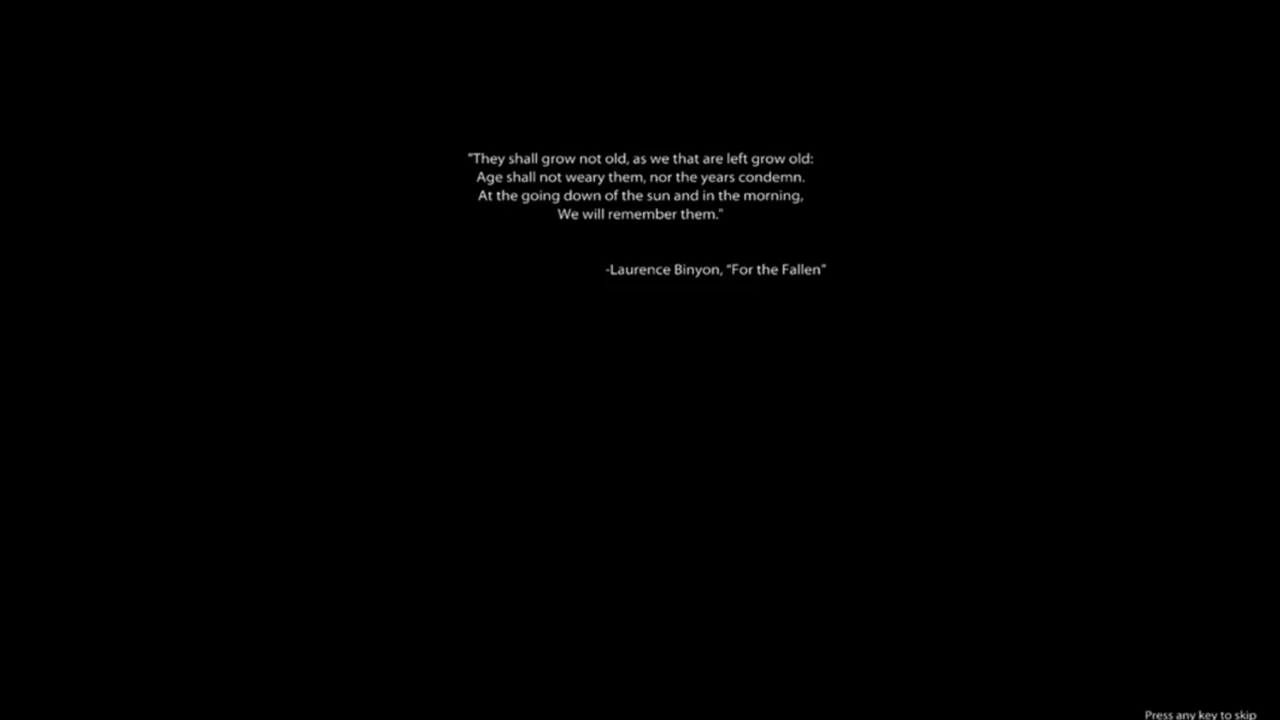 "They shall grow not old, as we that are left grow old:
Age shall not weary them, nor the years condemn.
At the going down of the sun and in the morning,
We will remember them."
-Laurence Binyon, "For the Fallen"
Press any key to skip